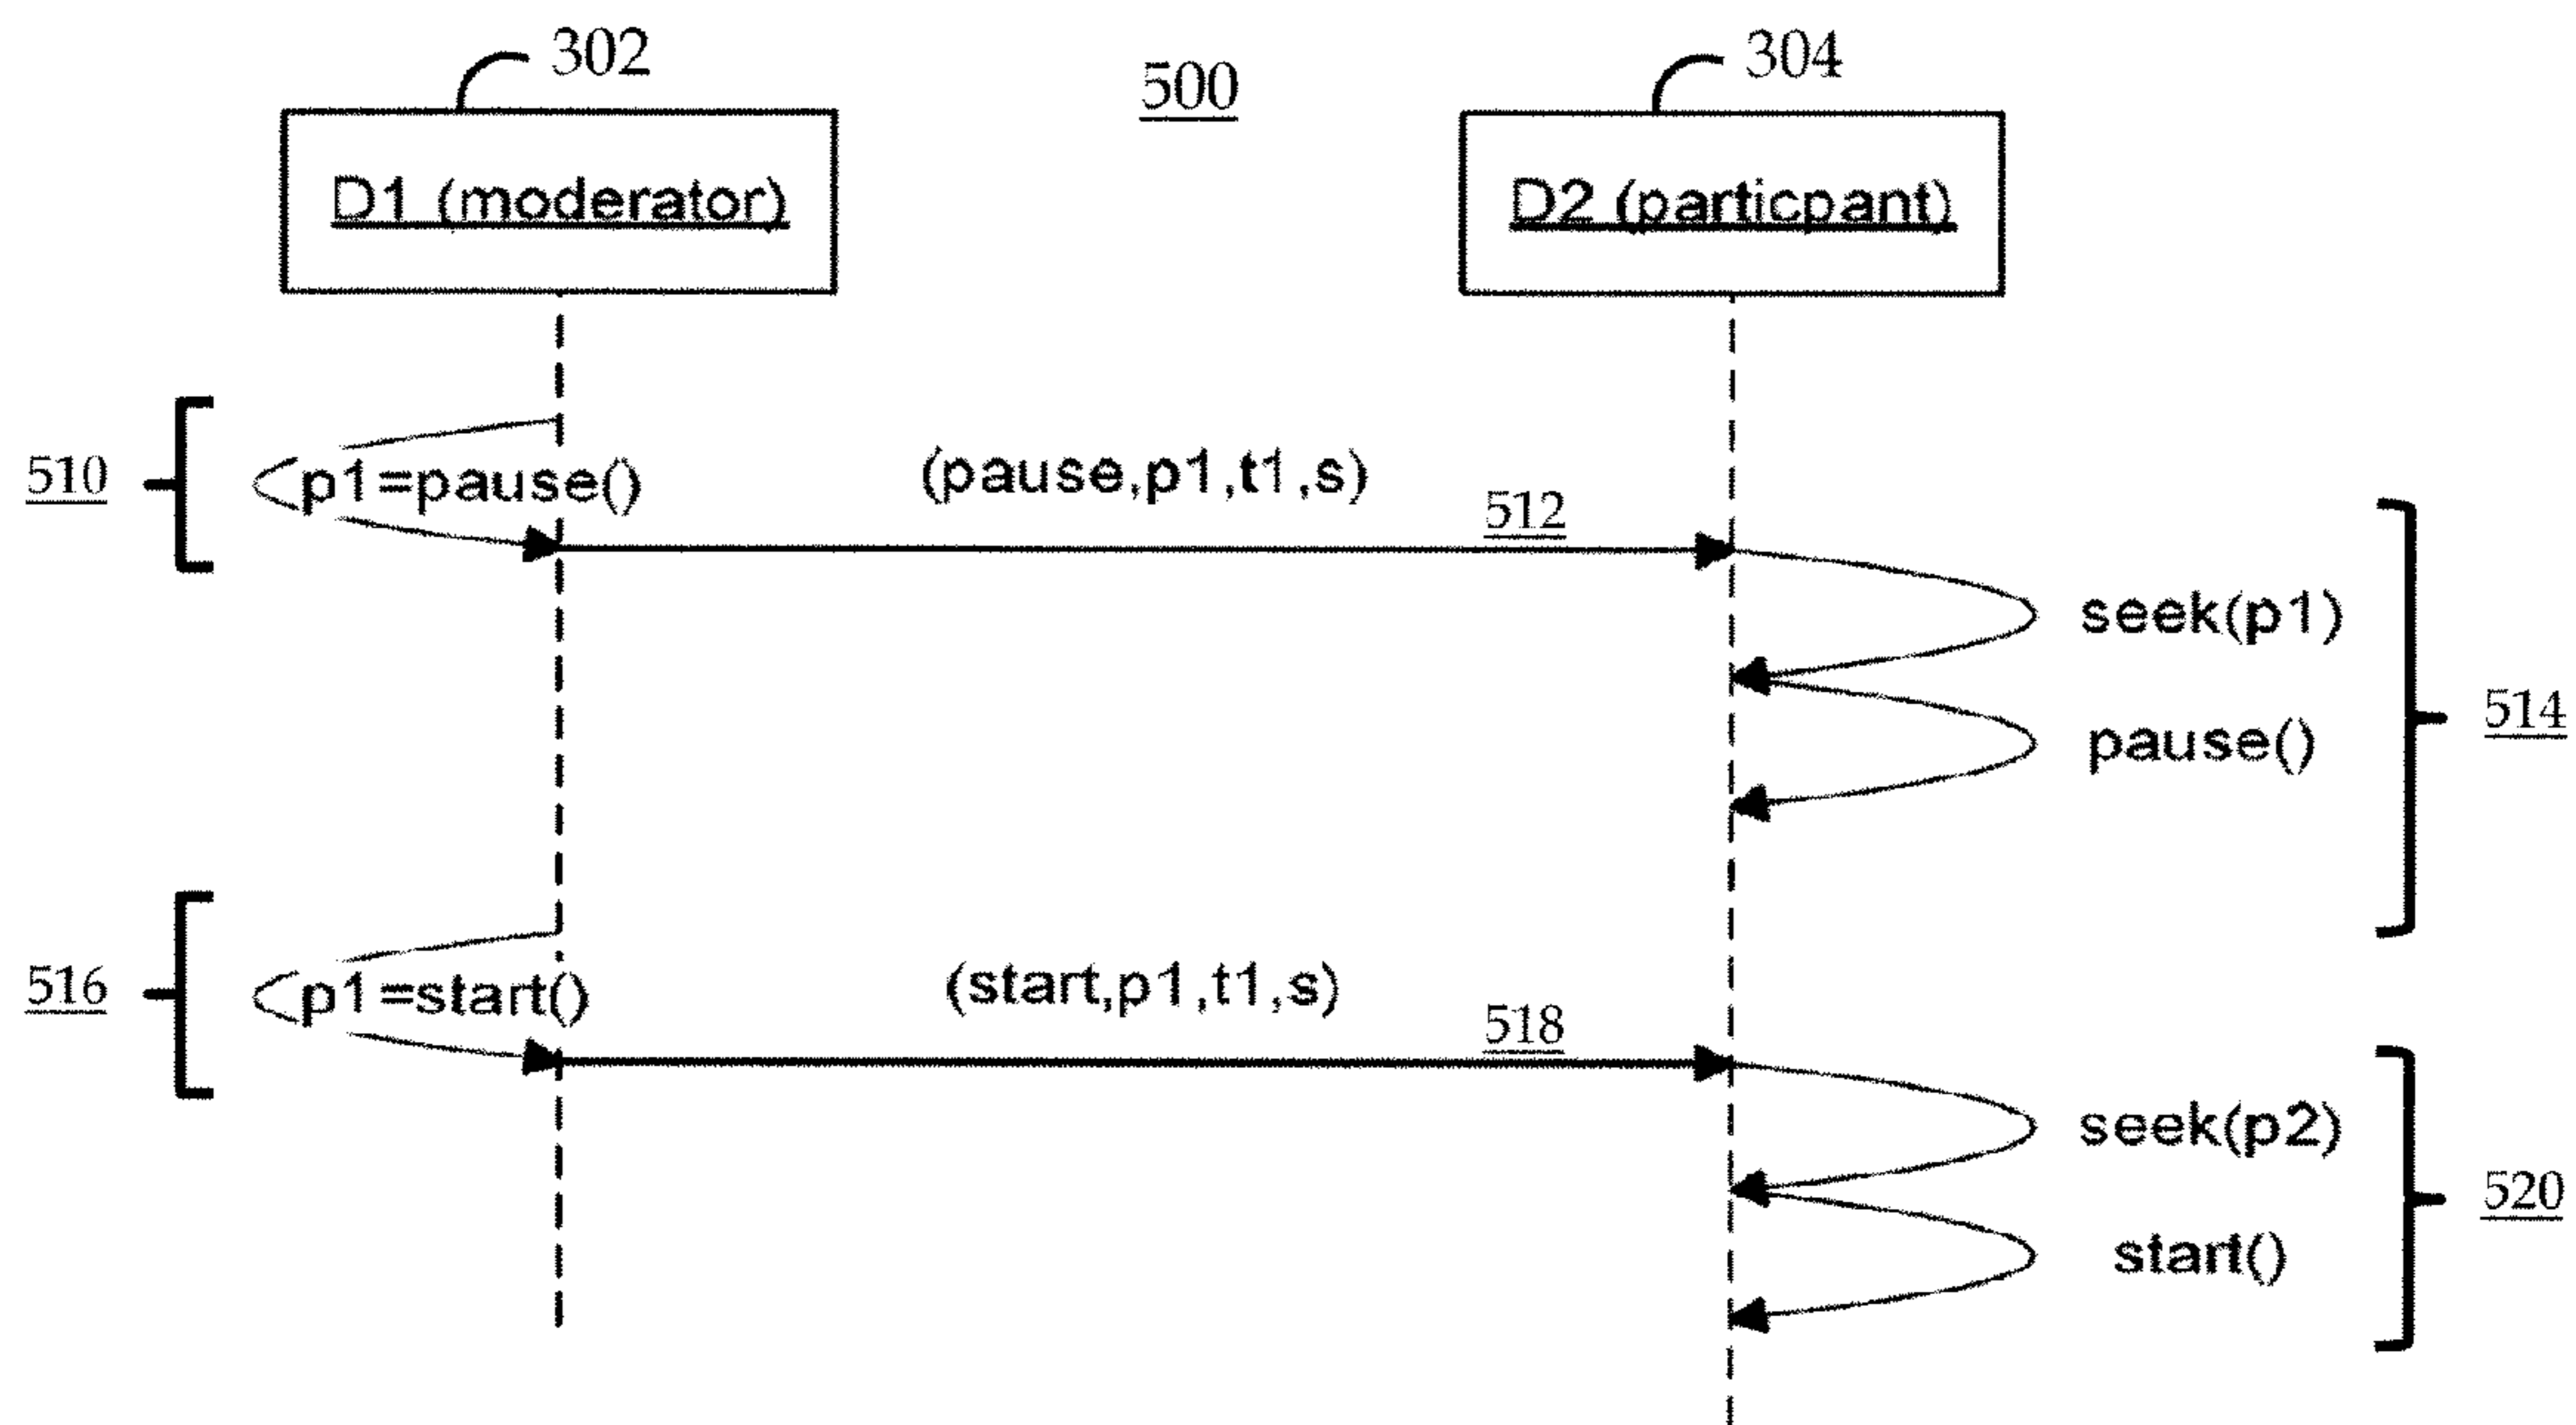 302
500
304
D1 (moderator)
D2 (particpant)
510
p1=pause()
(pause,p1,t1,s)
512
seek(p1)
pause()
514
516
p1=start()
(start,p1,t1,s)
518
seek(p2)
start()
520